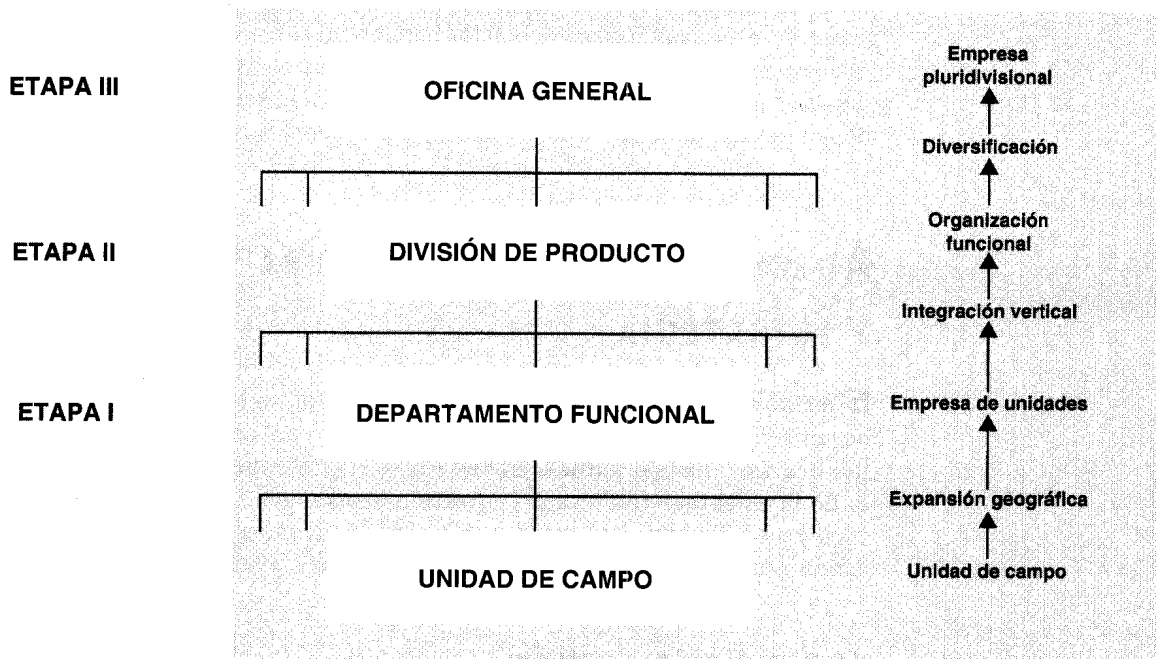 ETAPA III
OFICINA GENERAL
Empresa
pluridivisional
Diversificación
ETAPA II
DIVISIÓN DE PRODUCTO
Organización
funcional
Integración vertical
ETAPA I
DEPARTAMENTO FUNCIONAL
Empresa de unidades
Expansión geográfica
UNIDAD DE CAMPO
Unidad de campo